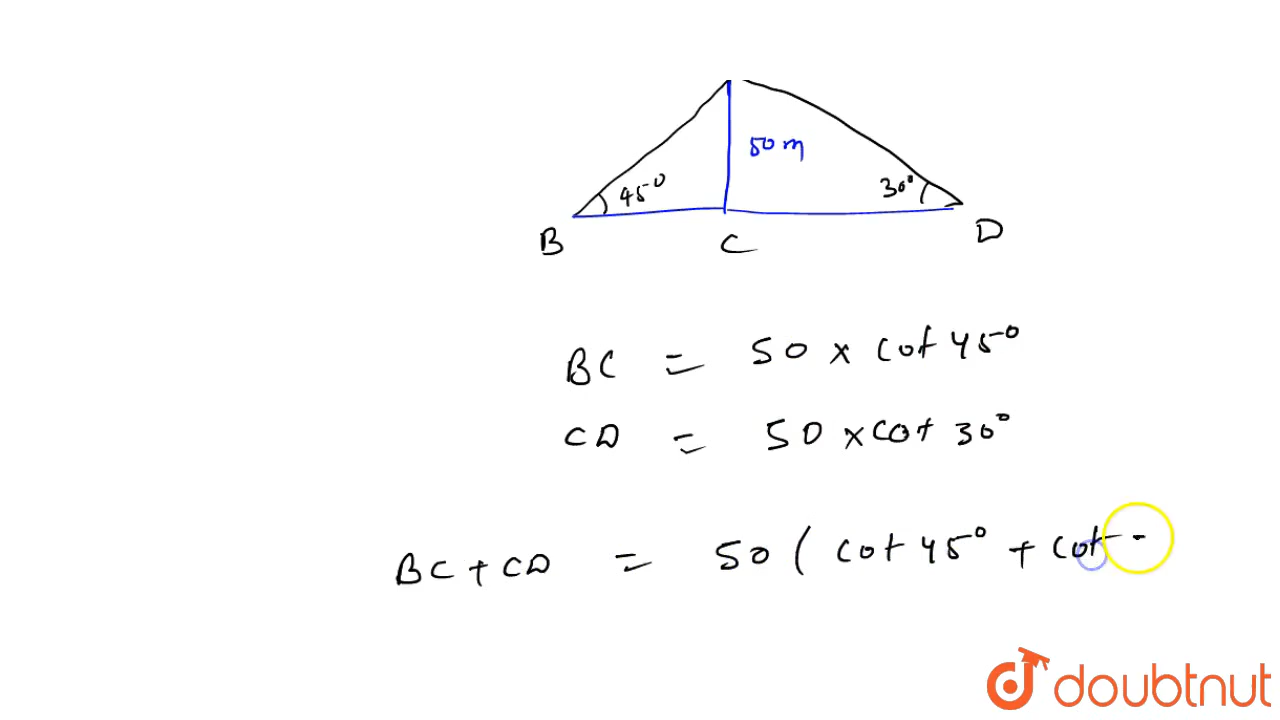 50 m
45° 30°
B C D
BC = 50 × cot 45°
CD = 50 × cot 30°
BC + CD = 50 ( cot 45° + cot -
doubtnut